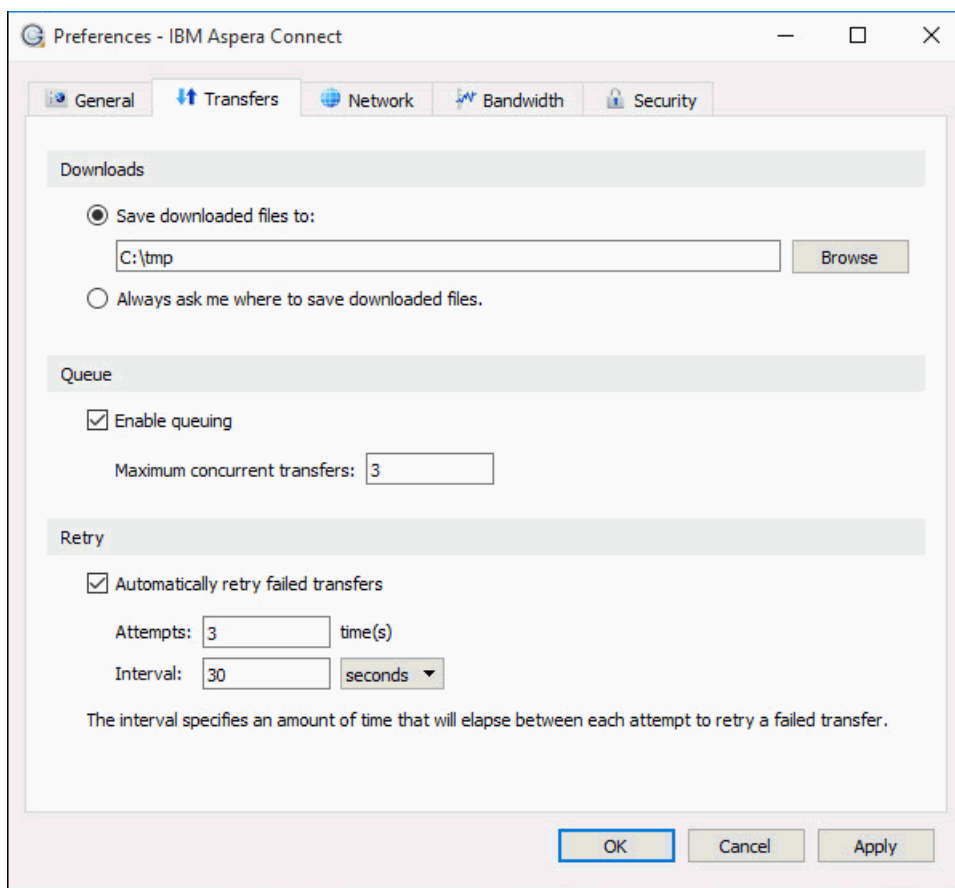 Preferences - IBM Aspera Connect
General Transfers Network Bandwidth Security
Downloads
Save downloaded files to:
C:\tmp Browse
Always ask me where to save downloaded files.
Queue
Enable queuing
Maximum concurrent transfers: 3
Retry
Automatically retry failed transfers
Attempts: 3 time(s)
Interval: 30 seconds
The interval specifies an amount of time that will elapse between each attempt to retry a failed transfer.
OK Cancel Apply